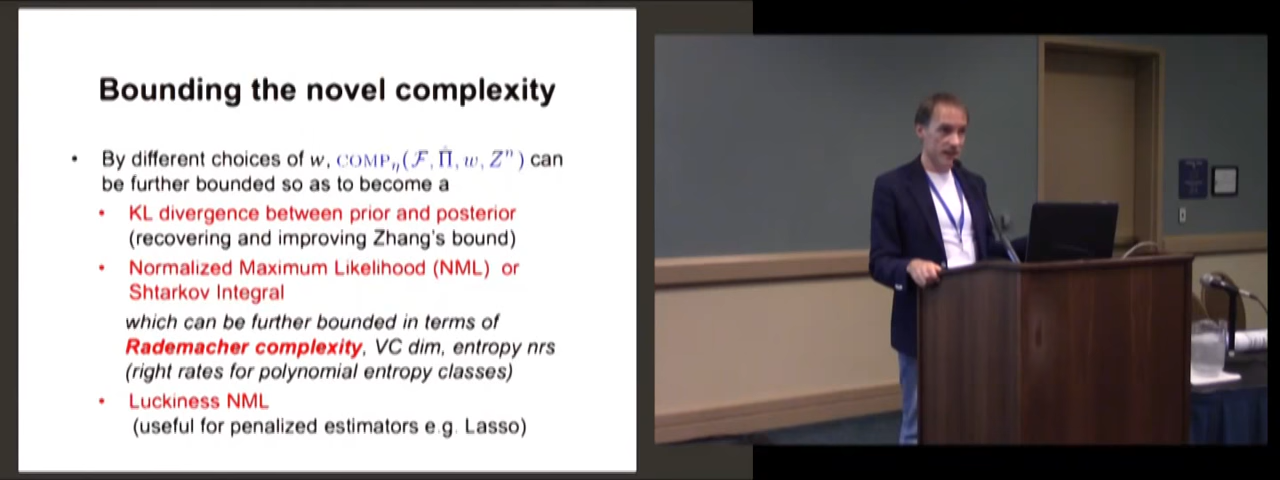 Bounding the novel complexity
• By different choices of w, COMPη(ℱ, Π̂, w, Zⁿ) can
be further bounded so as to become a
• KL divergence between prior and posterior
(recovering and improving Zhang's bound)
• Normalized Maximum Likelihood (NML) or
Shtarkov Integral
which can be further bounded in terms of
Rademacher complexity, VC dim, entropy nrs
(right rates for polynomial entropy classes)
• Luckiness NML
(useful for penalized estimators e.g. Lasso)